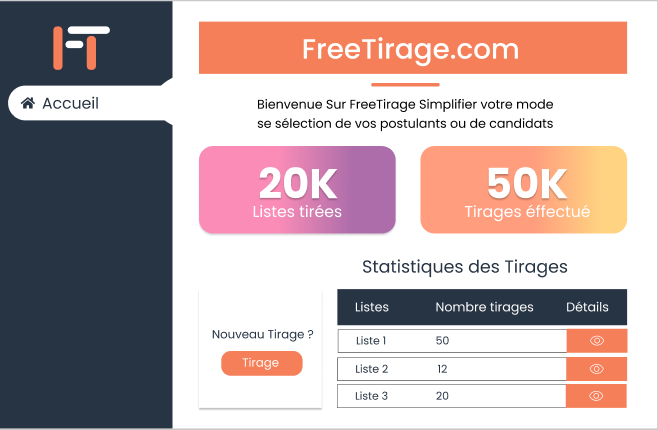 FT
Accueil
FreeTirage.com
Bienvenue Sur FreeTirage Simplifier votre mode
se sélection de vos postulants ou de candidats
20K
Listes tirées
50K
Tirages éffectué
Statistiques des Tirages
Nouveau Tirage ?
Tirage
Listes Nombre tirages Détails
Liste 1 50
Liste 2 12
Liste 3 20